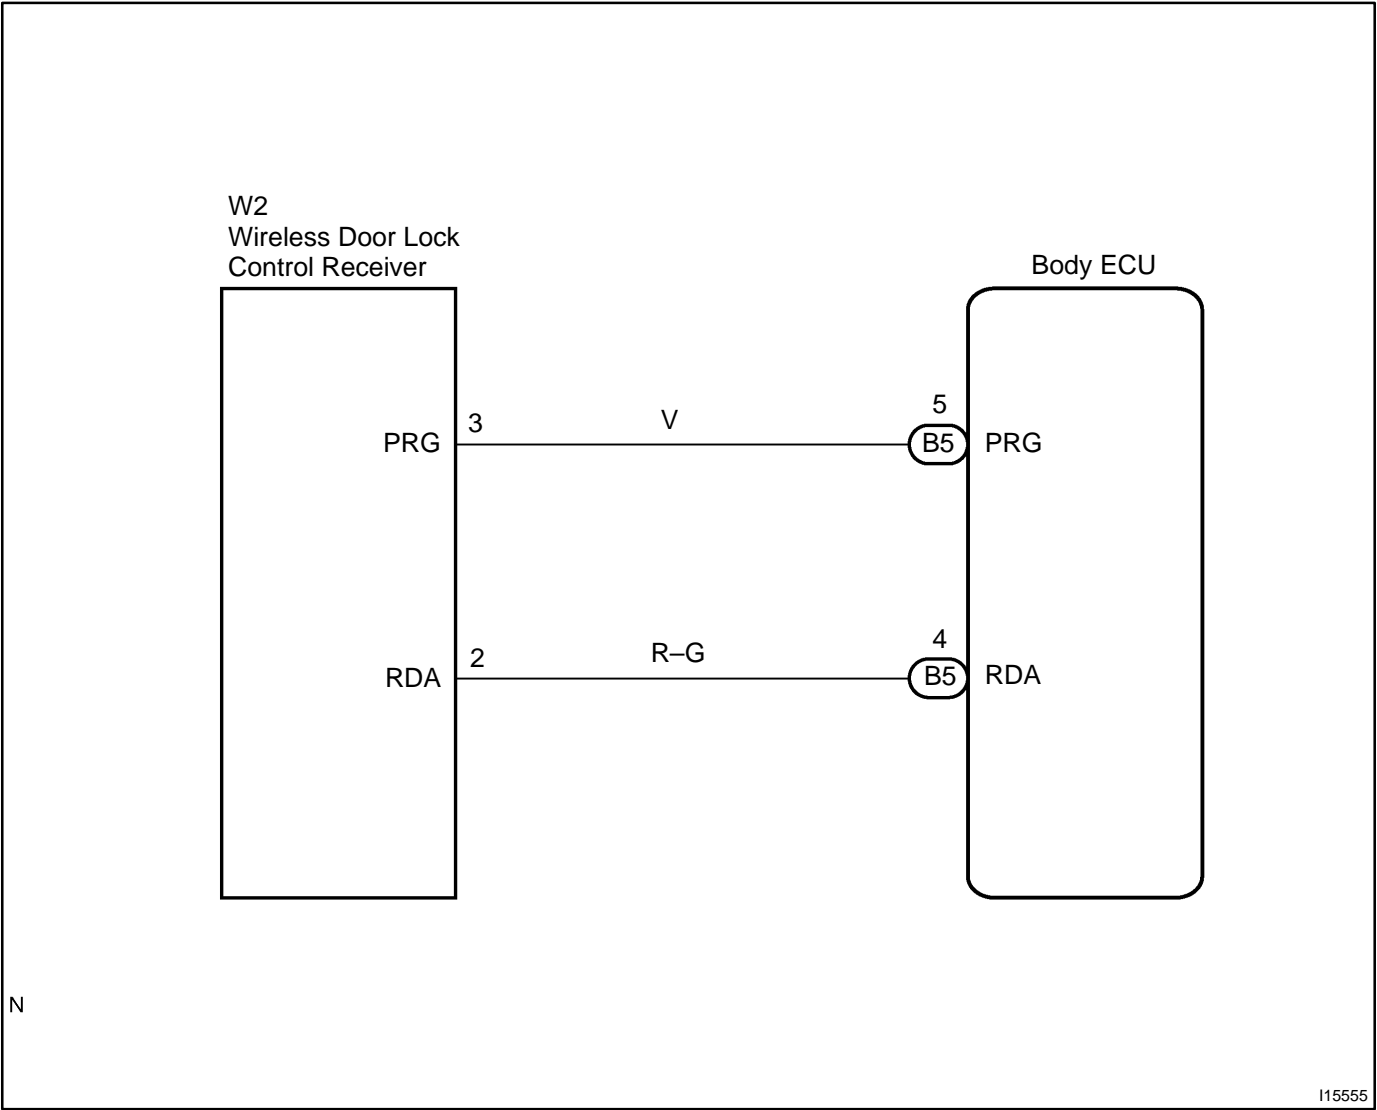 W2
Wireless Door Lock
Control Receiver
Body ECU
3
V
5
PRG
B5
PRG
2
R–G
4
RDA
B5
RDA
N
I15555